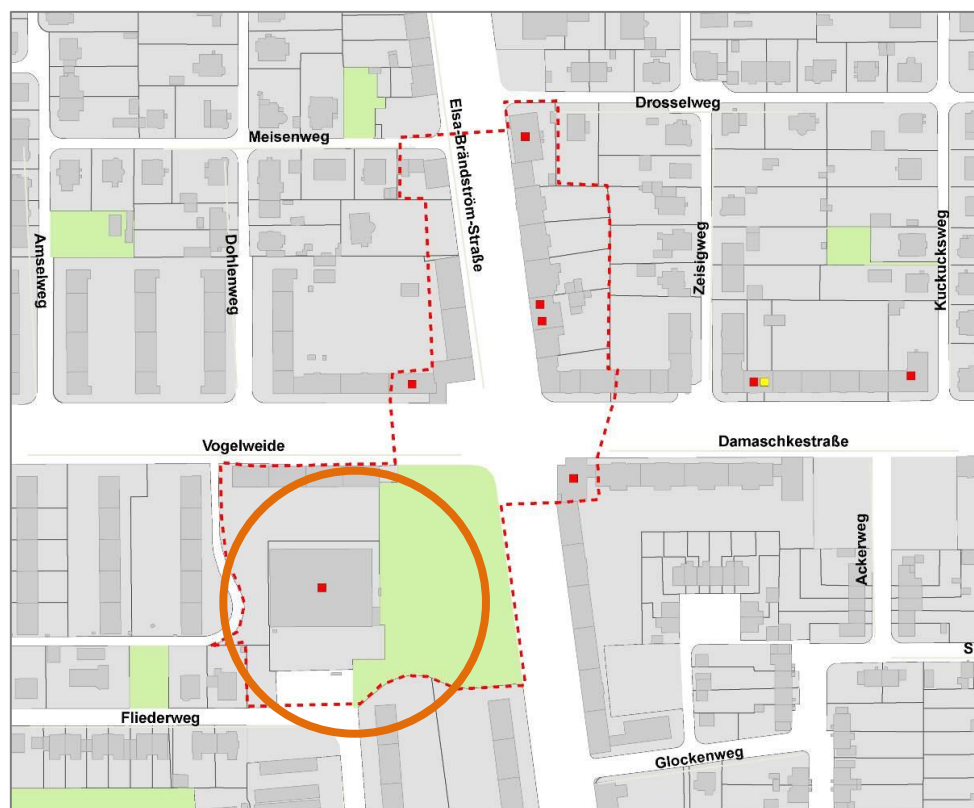 Drosselweg
Meisenweg
Elsa-Brändström-Straße
Amselweg
Dohlenweg
Zeisigweg
Kuckucksweg
Vogelweide
Damaschkestraße
Ackerweg
S
Fliederweg
Glockenweg